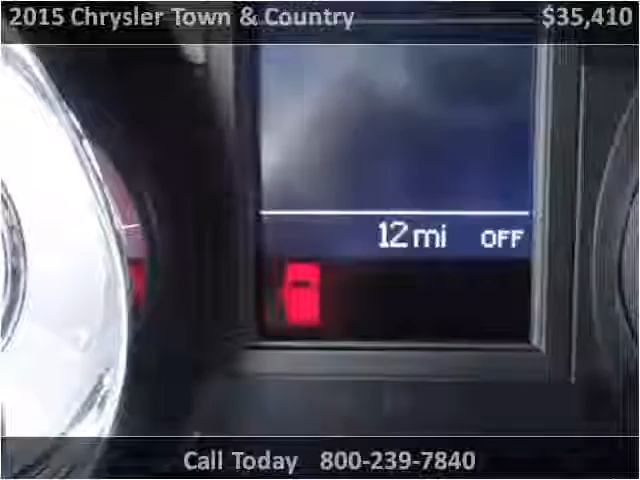 2015 Chrysler Town & Country $35,410
12 mi OFF
Call Today 800-239-7840